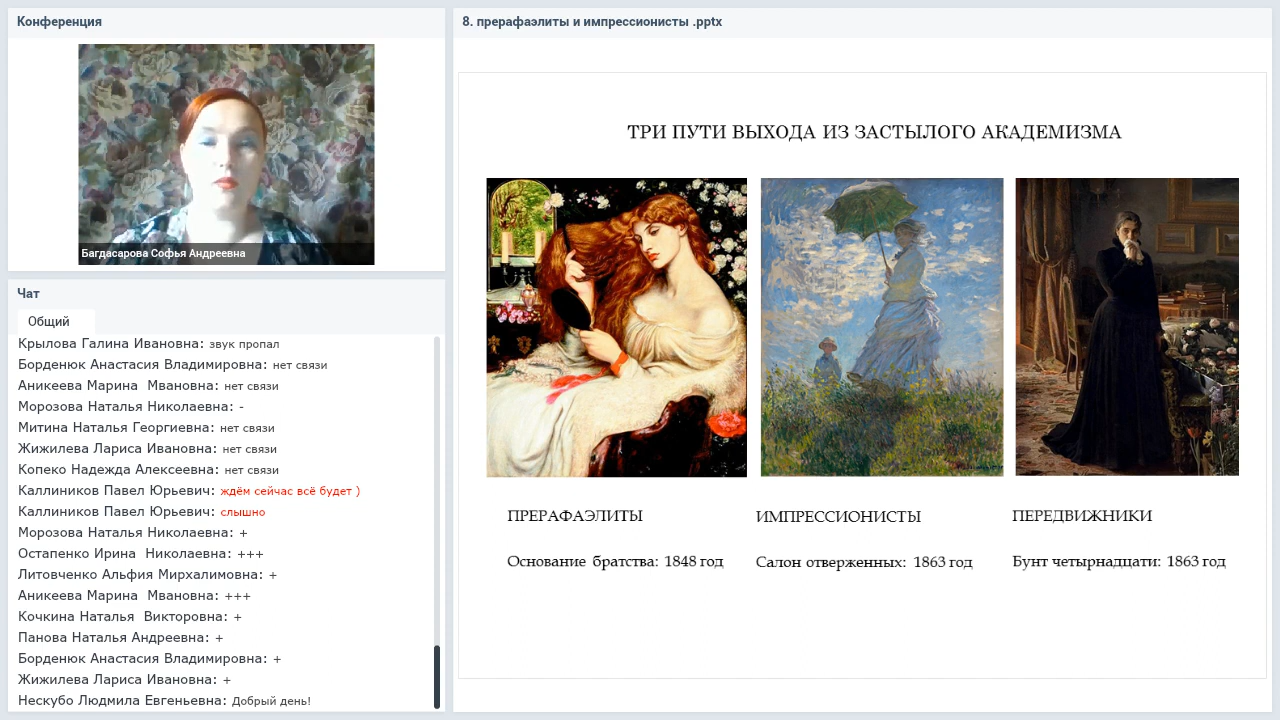 Конференция
Багдасарова Софья Андреевна
Чат
Общий
Крылова Галина Ивановна: звук пропал
Борденюк Анастасия Владимировна: нет связи
Аникеева Марина  Мвановна: нет связи
Морозова Наталья Николаевна: -
Митина Наталья Георгиевна: нет связи
Жижилева Лариса Ивановна: нет связи
Копеко Надежда Алексеевна: нет связи
Каллиников Павел Юрьевич: ждём сейчас всё будет )
Каллиников Павел Юрьевич: слышно
Морозова Наталья Николаевна: +
Остапенко Ирина  Николаевна: +++
Литовченко Альфия Мирхалимовна: +
Аникеева Марина  Мвановна: +++
Кочкина Наталья  Викторовна: +
Панова Наталья Андреевна: +
Борденюк Анастасия Владимировна: +
Жижилева Лариса Ивановна: +
Нескубо Людмила Евгеньевна: Добрый день!
8. прерафаэлиты и импрессионисты .pptx
ТРИ ПУТИ ВЫХОДА ИЗ ЗАСТЫЛОГО АКАДЕМИЗМА
ПРЕРАФАЭЛИТЫ
Основание братства: 1848 год
ИМПРЕССИОНИСТЫ
Салон отверженных: 1863 год
ПЕРЕДВИЖНИКИ
Бунт четырнадцати: 1863 год